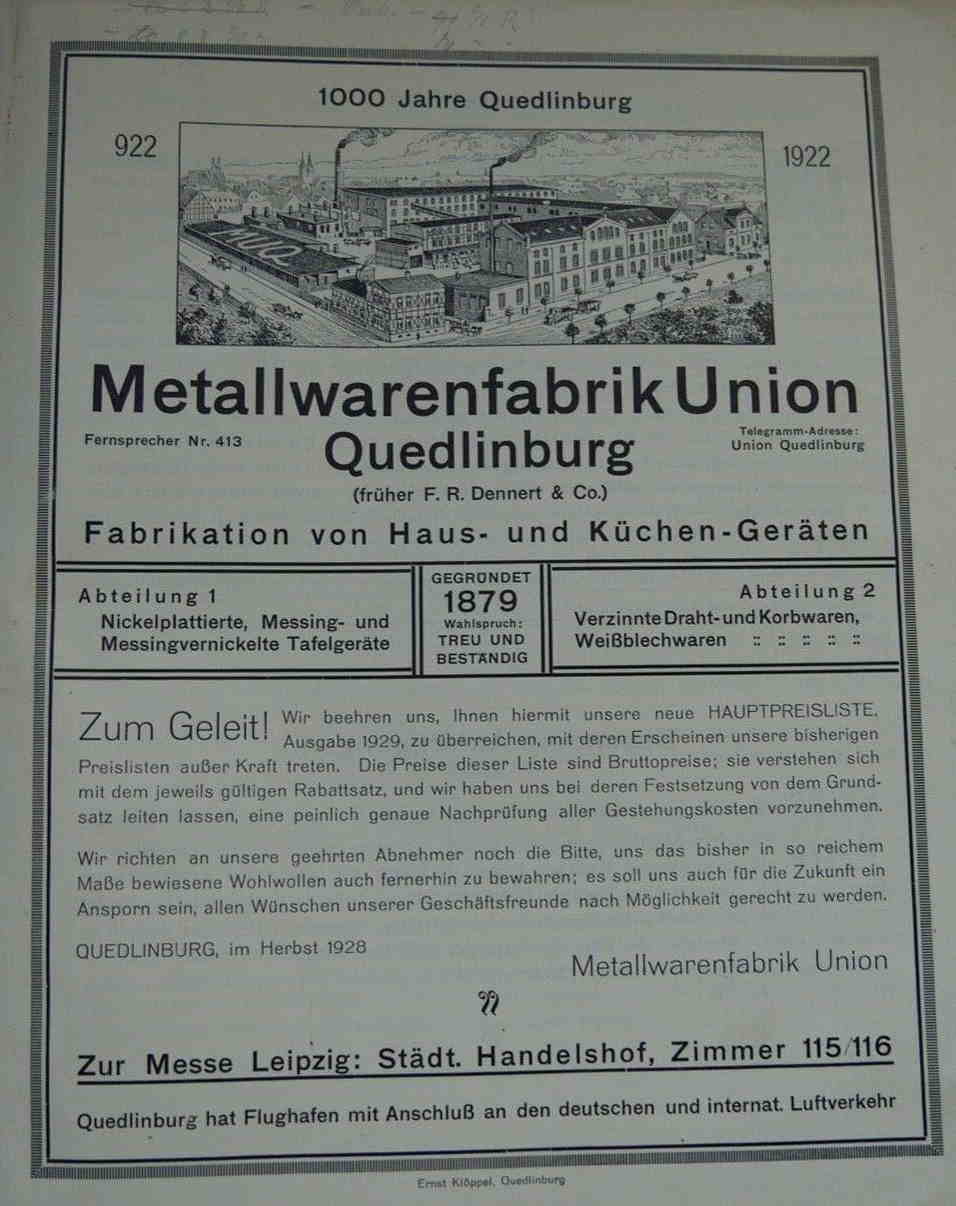 1000 Jahre Quedlinburg
922
1922
MUQ
Metallwarenfabrik Union
Fernsprecher Nr. 413
Quedlinburg
Telegramm-Adresse:
Union Quedlinburg
(früher F. R. Dennert & Co.)
Fabrikation von Haus- und Küchen-Geräten
Abteilung 1
Nickelplattierte, Messing- und
Messingvernickelte Tafelgeräte
GEGRÜNDET
1879
Wahlspruch:
TREU UND
BESTÄNDIG
Abteilung 2
Verzinnte Draht- und Korbwaren,
Weißblechwaren :: :: :: :: ::
Zum Geleit! Wir beehren uns, Ihnen hiermit unsere neue HAUPTPREISLISTE,
Ausgabe 1929, zu überreichen, mit deren Erscheinen unsere bisherigen
Preislisten außer Kraft treten. Die Preise dieser Liste sind Bruttopreise; sie verstehen sich
mit dem jeweils gültigen Rabattsatz, und wir haben uns bei deren Festsetzung von dem Grund-
satz leiten lassen, eine peinlich genaue Nachprüfung aller Gestehungskosten vorzunehmen.
Wir richten an unsere geehrten Abnehmer noch die Bitte, uns das bisher in so reichem
Maße bewiesene Wohlwollen auch fernerhin zu bewahren; es soll uns auch für die Zukunft ein
Ansporn sein, allen Wünschen unserer Geschäftsfreunde nach Möglichkeit gerecht zu werden.
QUEDLINBURG, im Herbst 1928
Metallwarenfabrik Union
Zur Messe Leipzig: Städt. Handelshof, Zimmer 115/116
Quedlinburg hat Flughafen mit Anschluß an den deutschen und internat. Luftverkehr
Ernst Klöppel, Quedlinburg